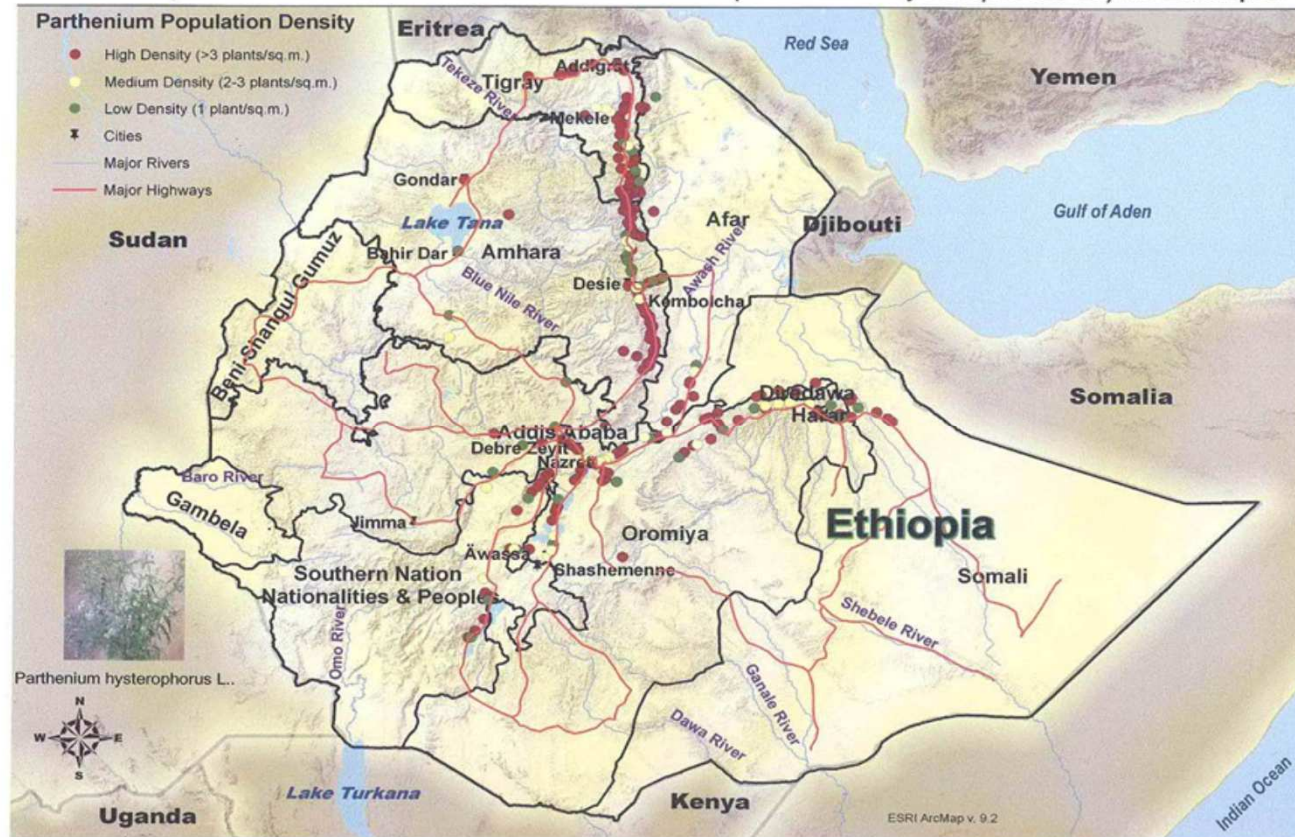 Parthenium Population Density
High Density (>3 plants/sq.m.)
Medium Density (2-3 plants/sq.m.)
Low Density (1 plant/sq.m.)
Cities
Major Rivers
Major Highways
Eritrea
Red Sea
Yemen
Tigray
Addigrat
Tekeze River
Mekele
Gondar
Lake Tana
Sudan
Afar
Djibouti
Gulf of Aden
Bahir Dar
Amhara
Awash River
Beni-Shangul Gumuz
Blue Nile River
Desie
Kombolcha
Somalia
Diredawa
Harar
Addis Ababa
Debre Zeyit
Nazret
Baro River
Gambela
Jimma
Oromiya
Ethiopia
Äwassa
Shashemenne
Somali
Southern Nation
Nationalities & Peoples
Shebele River
Omo River
Ganale River
Parthenium hysterophorus L..
Dawa River
N
W
E
S
Lake Turkana
Uganda
Kenya
ESRI ArcMap v. 9.2
Indian Ocean